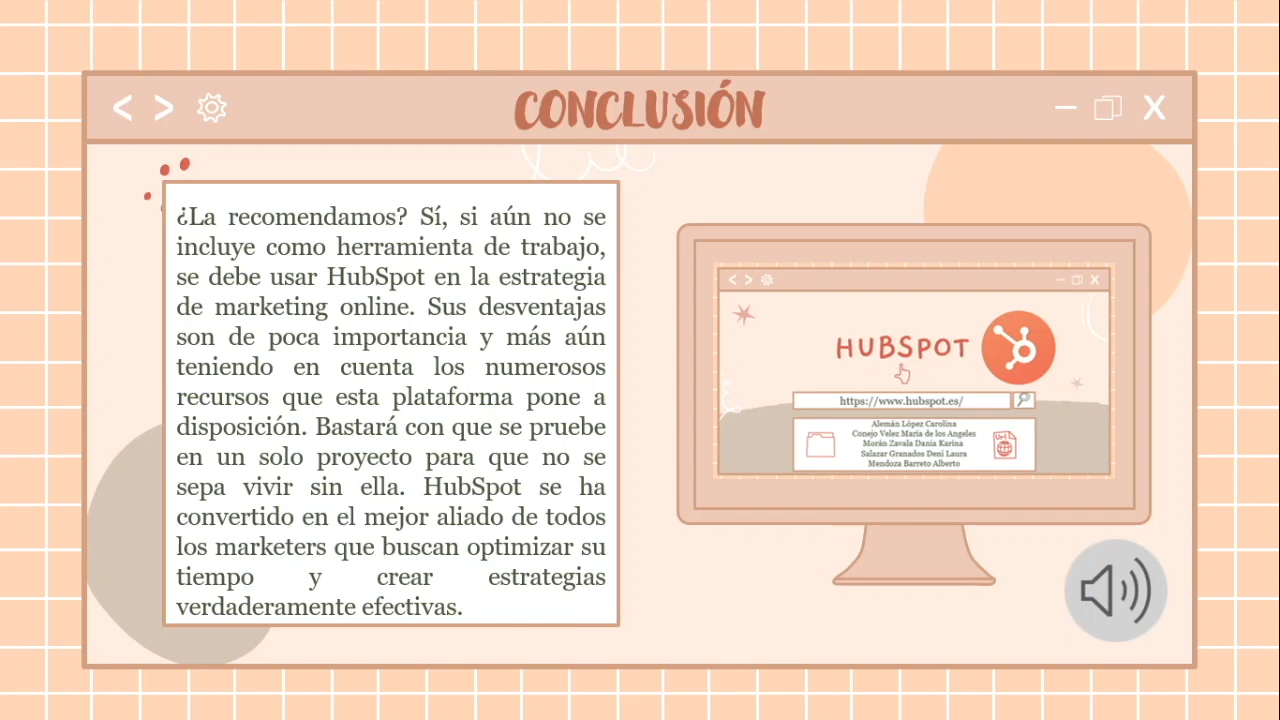 CONCLUSIÓN
¿La recomendamos? Sí, si aún no se
incluye como herramienta de trabajo,
se debe usar HubSpot en la estrategia
de marketing online. Sus desventajas
son de poca importancia y más aún
teniendo en cuenta los numerosos
recursos que esta plataforma pone a
disposición. Bastará con que se pruebe
en un solo proyecto para que no se
sepa vivir sin ella. HubSpot se ha
convertido en el mejor aliado de todos
los marketers que buscan optimizar su
tiempo y crear estrategias
verdaderamente efectivas.
HUBSPOT
https://www.hubspot.es/
Alemán López Carolina
Conejo Velez Maria de los Angeles
Morán Zavala Dania Karina
Salazar Granados Deni Laura
Mendoza Barreto Alberto
Url